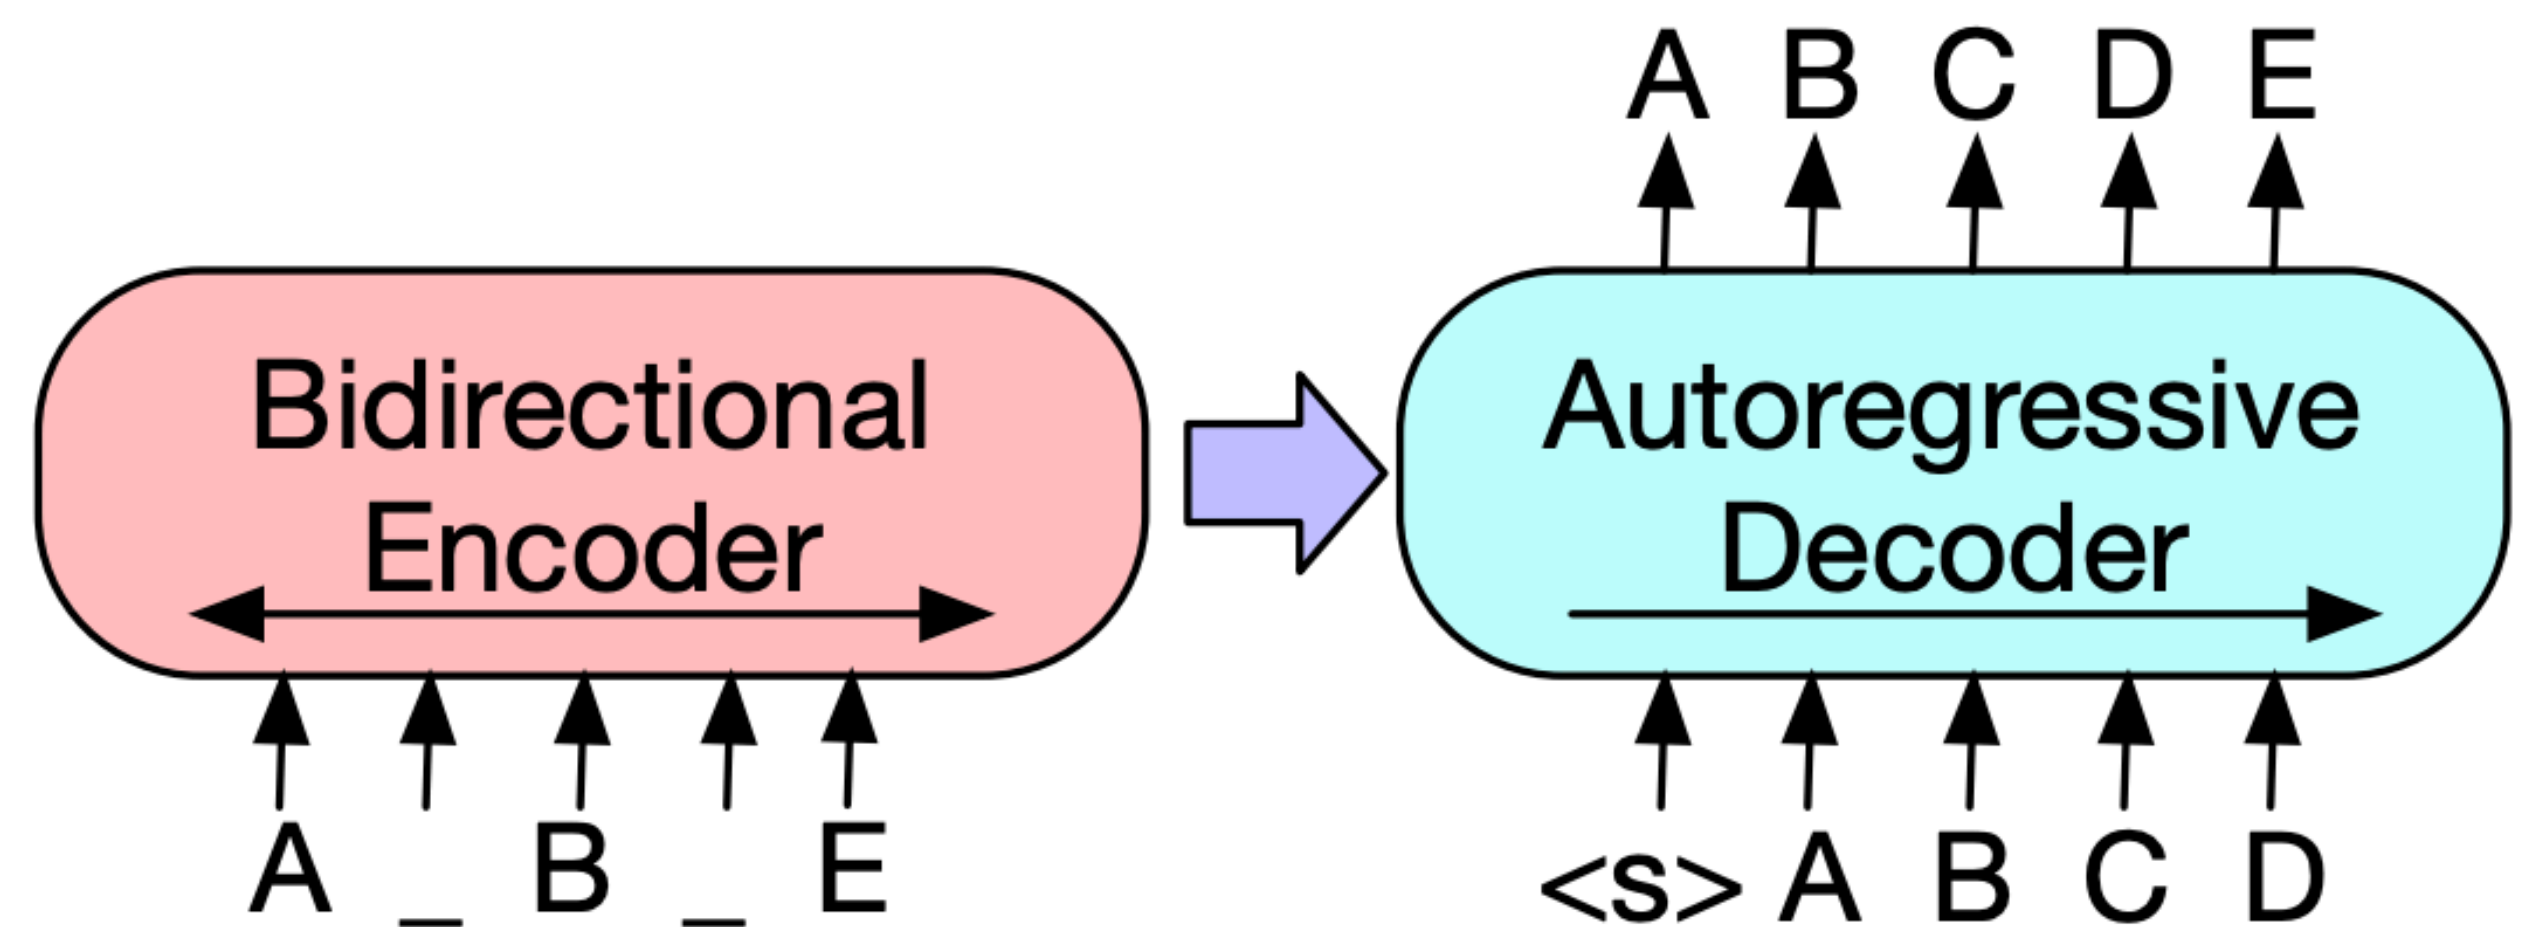 A B C D E
Bidirectional
Encoder
Autoregressive
Decoder
A _ B _ E
<s> A B C D